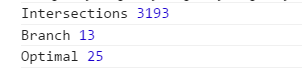 Intersections 3193
Branch 13
Optimal 25